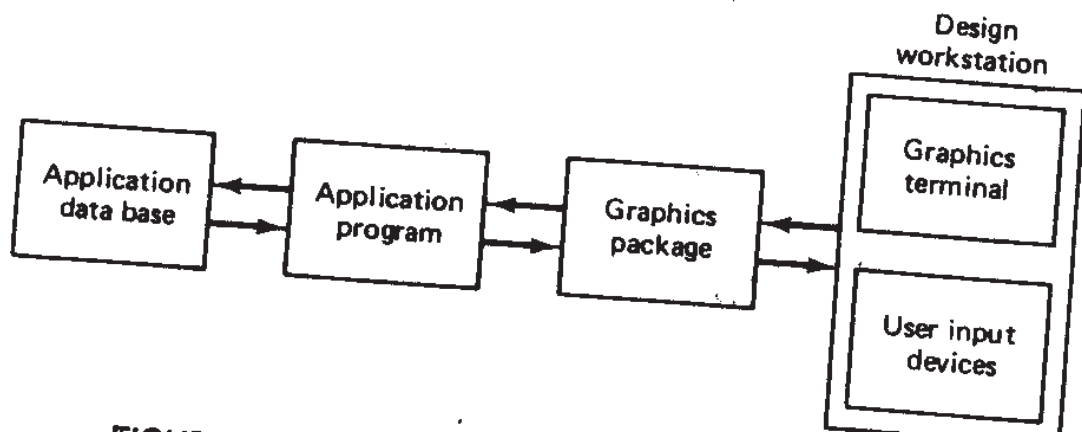 Design
workstation
Application
data base
Application
program
Graphics
package
Graphics
terminal
User input
devices